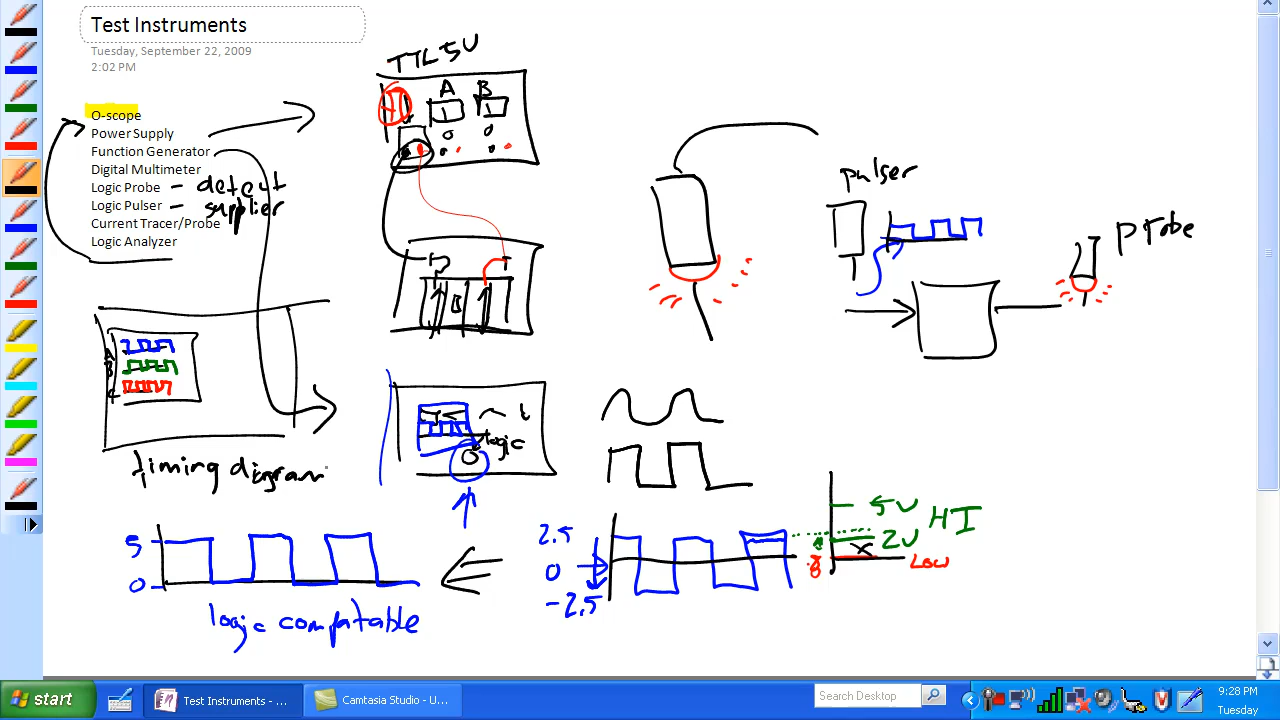 Test Instruments
Tuesday, September 22, 2009
2:02 PM
O-scope
Power Supply
Function Generator
Digital Multimeter
Logic Probe – detect
Logic Pulser – supplier
Current Tracer/Probe
Logic Analyzer
TTL 5V
A B
pulser
probe
A
B
C
timing diagram
logic
5
0
logic compatable
2.5
0
-2.5
5V
HI
2V
X
.8
LOW
start
Test Instruments - ...
Camtasia Studio - U...
Search Desktop
9:28 PM
Tuesday